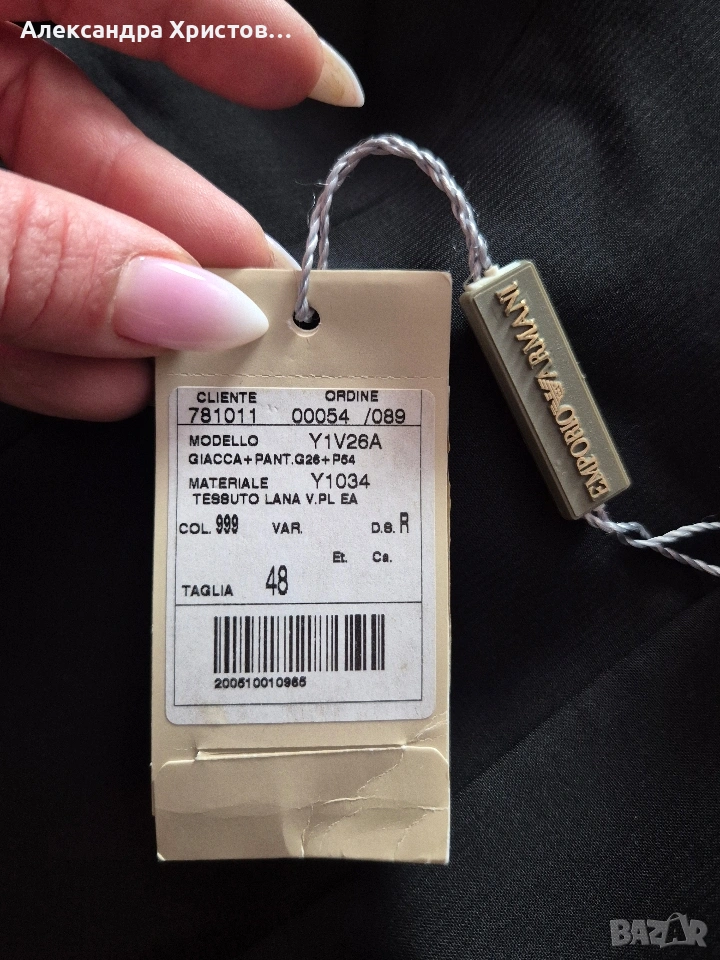 Александра Христов...
EMPORIO ARMANI
CLIENTE ORDINE
781011 00054 /089
MODELLO Y1V26A
GIACCA+PANT.G26+P54
MATERIALE Y1034
TESSUTO LANA V.PL EA
COL. 999 VAR. D.S. R
Et. Ca.
TAGLIA 48
200510010965
BAZAR